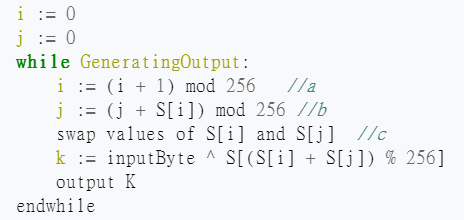 i := 0
j := 0
while GeneratingOutput:
    i := (i + 1) mod 256   //a
    j := (j + S[i]) mod 256 //b
    swap values of S[i] and S[j]  //c
    k := inputByte ^ S[(S[i] + S[j]) % 256]
    output K
endwhile